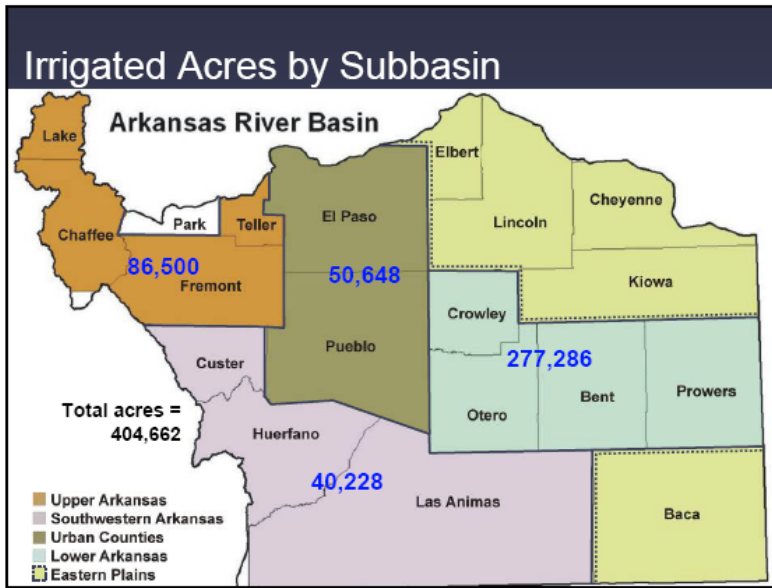 Irrigated Acres by Subbasin
Arkansas River Basin
Lake
Elbert
Park
Teller
El Paso
Cheyenne
Lincoln
Chaffee
86,500
50,648
Kiowa
Fremont
Crowley
Pueblo
277,286
Custer
Prowers
Bent
Total acres =
404,662
Otero
Huerfano
40,228
Las Animas
Baca
Upper Arkansas
Southwestern Arkansas
Urban Counties
Lower Arkansas
Eastern Plains